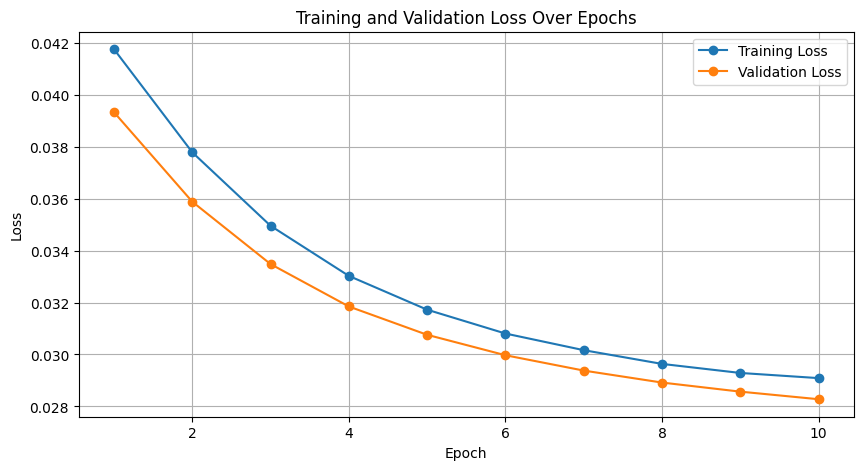 Training and Validation Loss Over Epochs
Training Loss
Validation Loss
Loss
0.042
0.040
0.038
0.036
0.034
0.032
0.030
0.028
2 4 6 8 10
Epoch